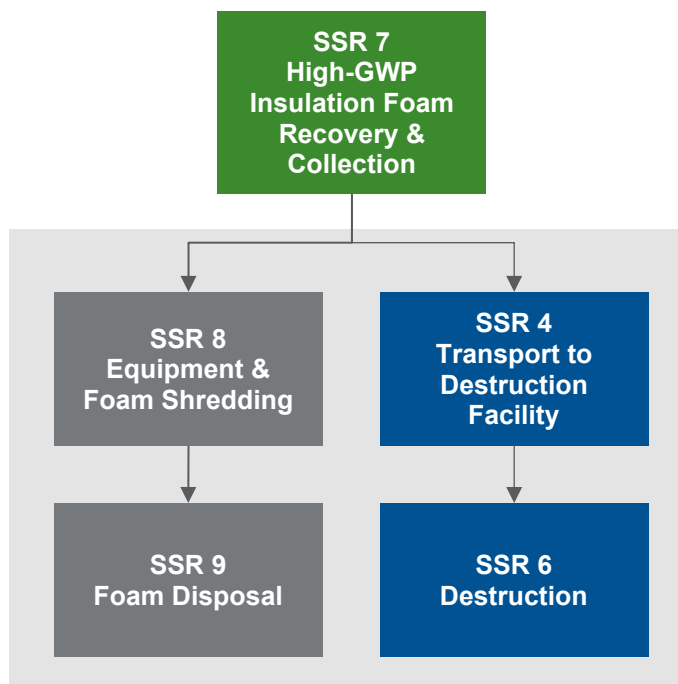 SSR 7
High-GWP
Insulation Foam
Recovery &
Collection
SSR 8
Equipment &
Foam Shredding
SSR 4
Transport to
Destruction
Facility
SSR 9
Foam Disposal
SSR 6
Destruction